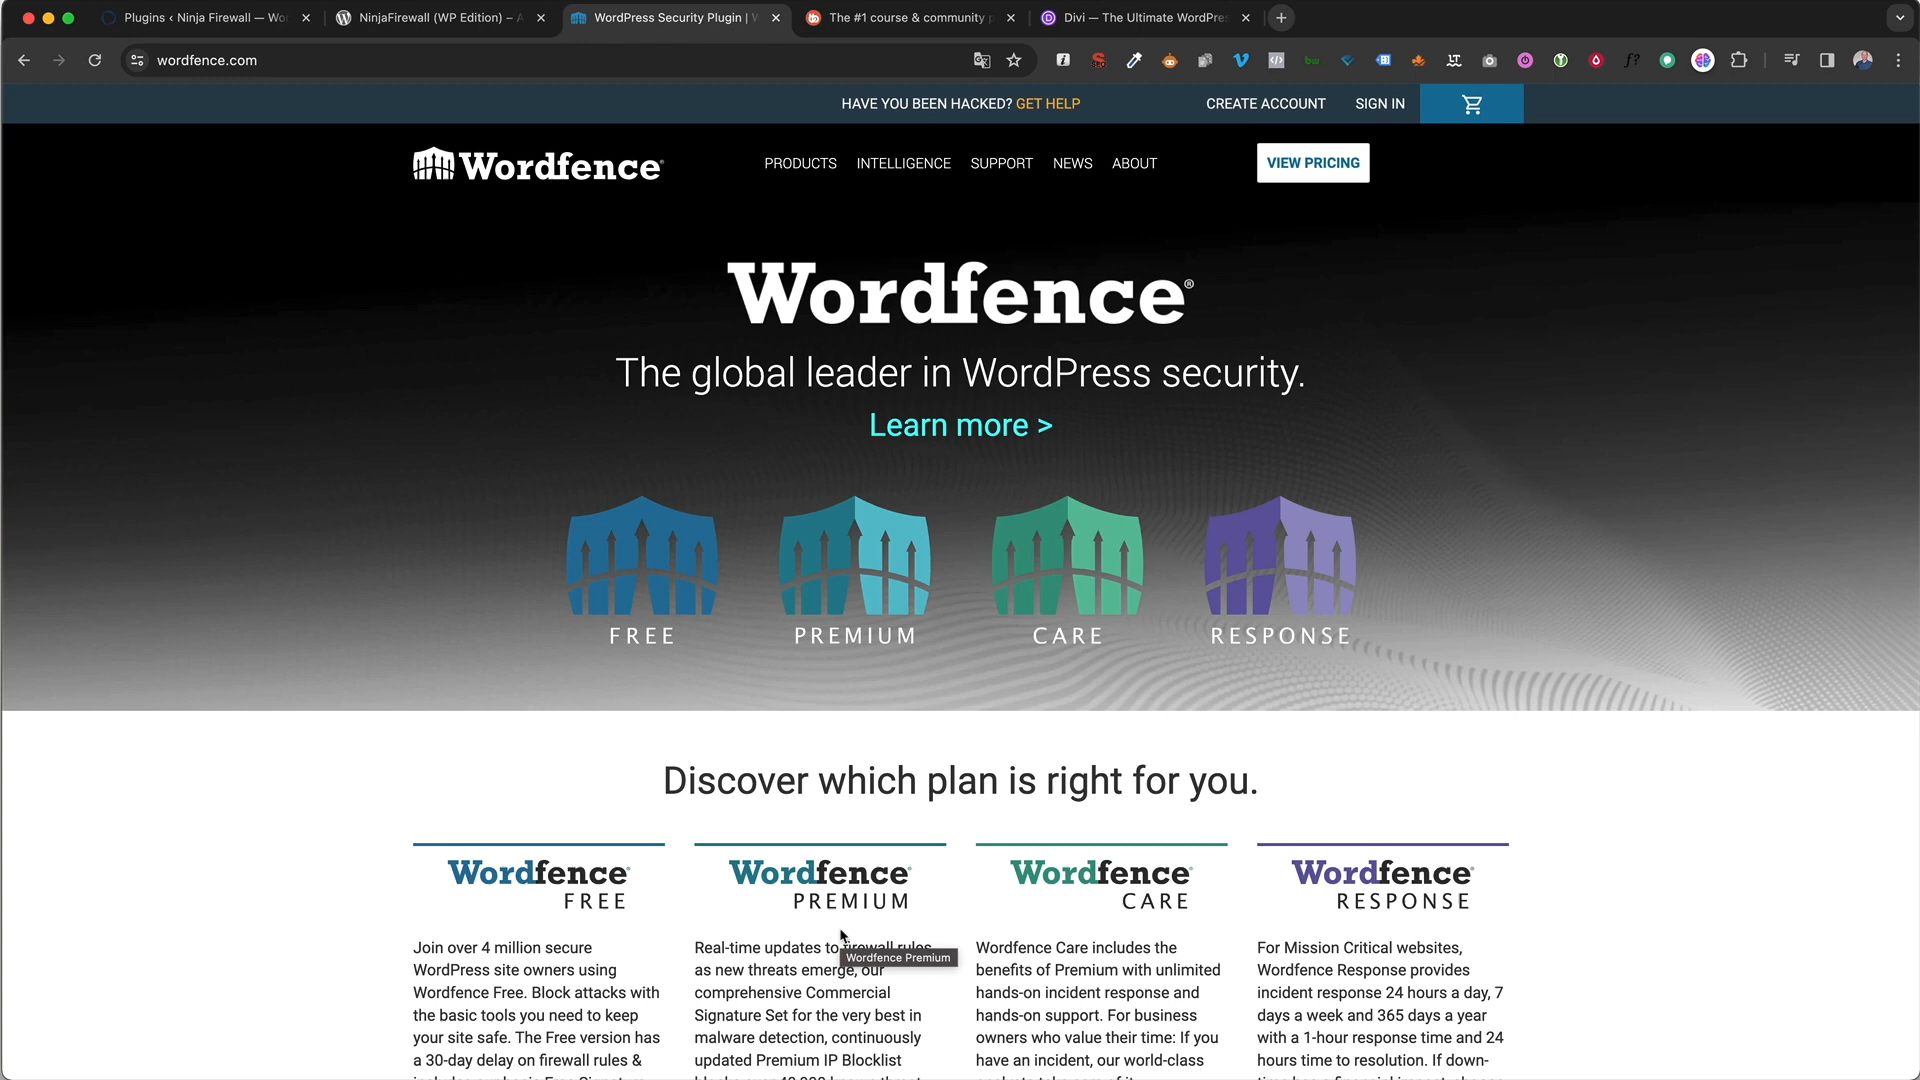 Plugins ‹ Ninja Firewall — Wo
NinjaFirewall (WP Edition) –
WordPress Security Plugin |
The #1 course & community
Divi — The Ultimate WordPre
wordfence.com
HAVE YOU BEEN HACKED? GET HELP
CREATE ACCOUNT
SIGN IN
Wordfence®
PRODUCTS
INTELLIGENCE
SUPPORT
NEWS
ABOUT
VIEW PRICING
Wordfence®
The global leader in WordPress security.
Learn more >
FREE
PREMIUM
CARE
RESPONSE
Discover which plan is right for you.
Wordfence®
FREE
Join over 4 million secure
WordPress site owners using
Wordfence Free. Block attacks with
the basic tools you need to keep
your site safe. The Free version has
a 30-day delay on firewall rules &
Wordfence®
PREMIUM
Real-time updates to firewall rules
as new threats emerge, our
comprehensive Commercial
Signature Set for the very best in
malware detection, continuously
updated Premium IP Blocklist
Wordfence Premium
Wordfence®
CARE
Wordfence Care includes the
benefits of Premium with unlimited
hands-on incident response and
hands-on support. For business
owners who value their time: If you
have an incident, our world-class
Wordfence®
RESPONSE
For Mission Critical websites,
Wordfence Response provides
incident response 24 hours a day, 7
days a week and 365 days a year
with a 1-hour response time and 24
hours time to resolution. If down-